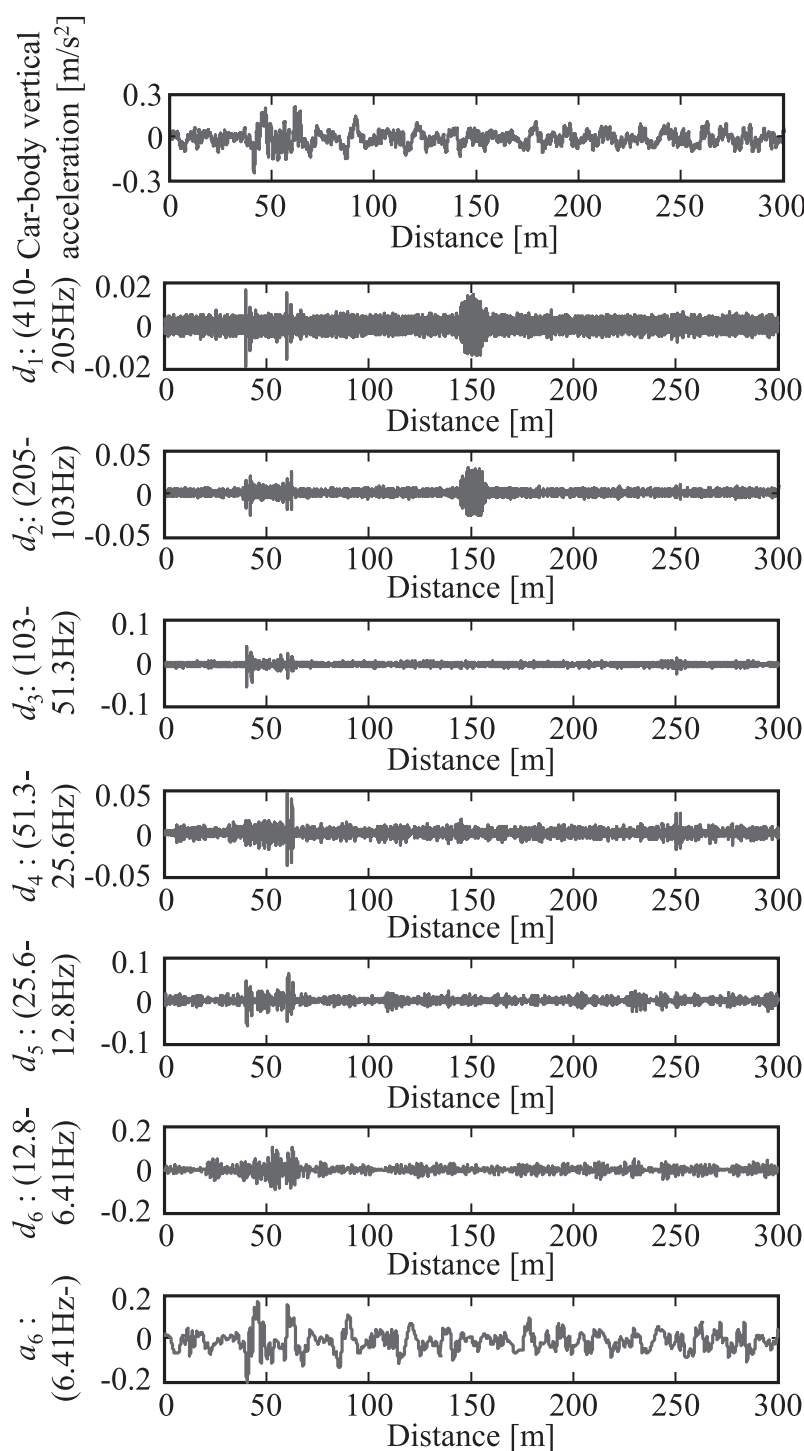 Car-body vertical
acceleration [m/s²]
0.3
0
-0.3
0 50 100 150 200 250 300
Distance [m]
d₁: (410-
205Hz)
0.02
0
-0.02
0 50 100 150 200 250 300
Distance [m]
d₂: (205-
103Hz)
0.05
0
-0.05
0 50 100 150 200 250 300
Distance [m]
d₃: (103-
51.3Hz)
0.1
0
-0.1
0 50 100 150 200 250 300
Distance [m]
d₄ : (51.3-
25.6Hz)
0.05
0
-0.05
0 50 100 150 200 250 300
Distance [m]
d₅ : (25.6-
12.8Hz)
0.1
0
-0.1
0 50 100 150 200 250 300
Distance [m]
d₆ : (12.8-
6.41Hz)
0.2
0
-0.2
0 50 100 150 200 250 300
Distance [m]
a₆ :
(6.41Hz-)
0.2
0
-0.2
0 50 100 150 200 250 300
Distance [m]